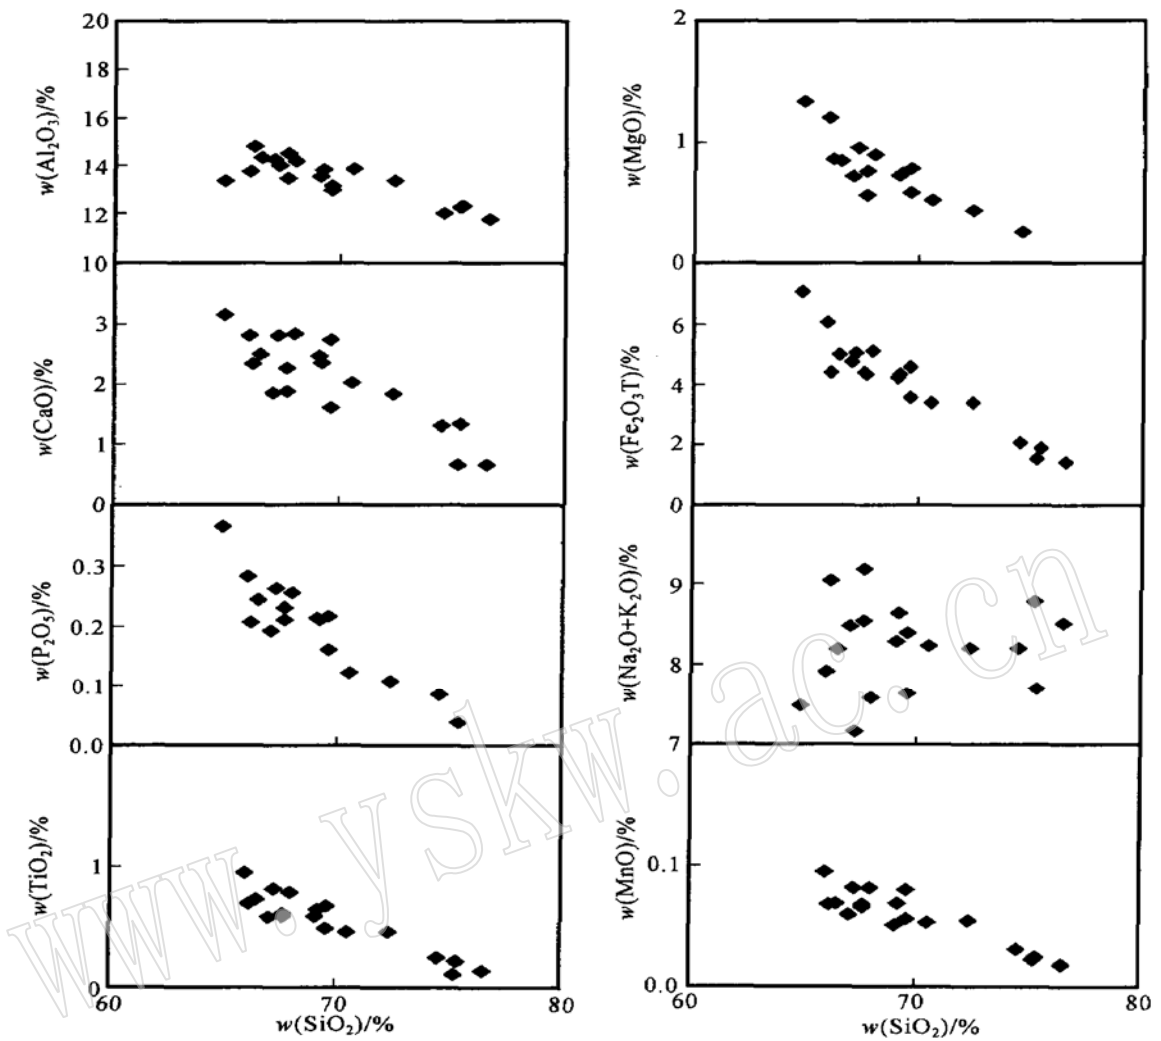 20
18
16
14
12
10
w(Al₂O₃)/%
2
1
0
w(MgO)/%
3
2
1
0
w(CaO)/%
6
4
2
0
w(Fe₂O₃T)/%
0.3
0.2
0.1
0.0
w(P₂O₅)/%
9
8
7
w(Na₂O+K₂O)/%
1
0
w(TiO₂)/%
60 70 80
w(SiO₂)/%
0.1
0.0
w(MnO)/%
60 70 80
w(SiO₂)/%
www.yskw.ac.cn